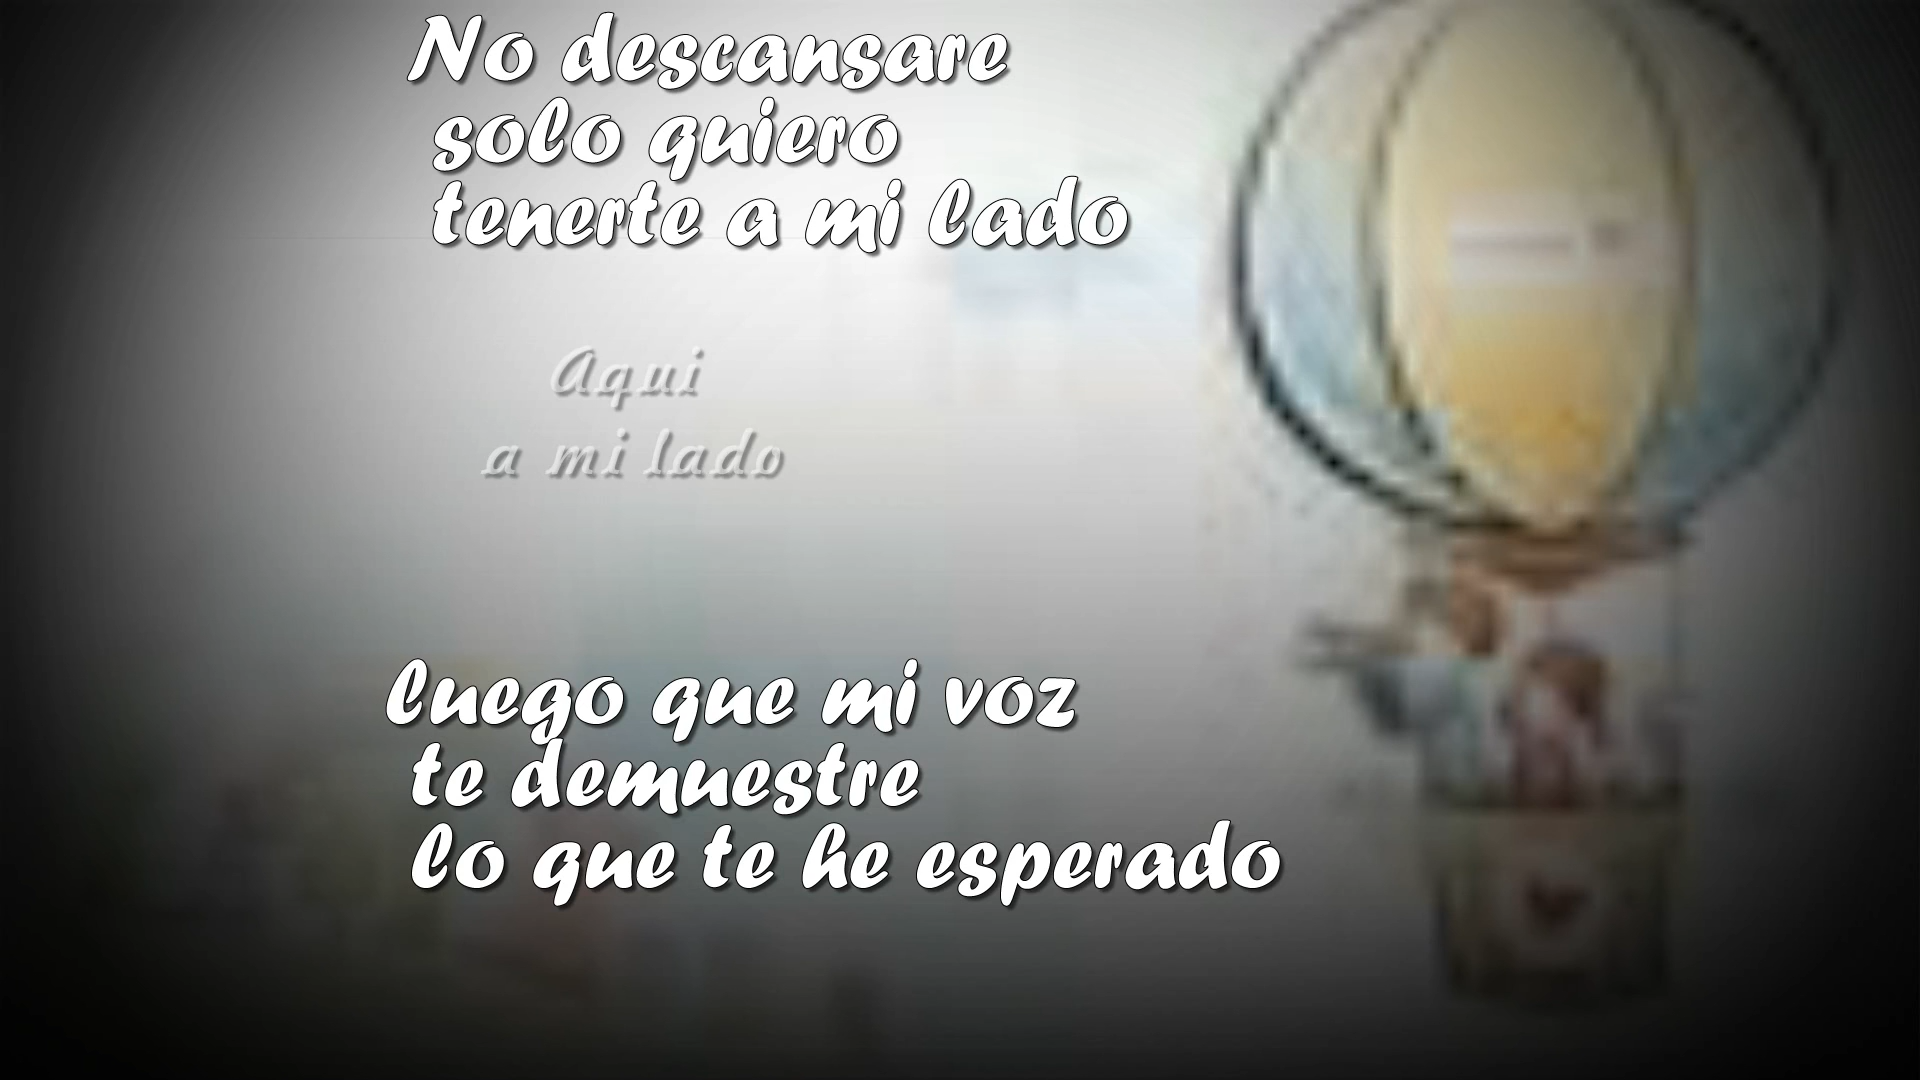 No descansare
solo quiero
tenerte a mi lado
Aqui
a mi lado
luego que mi voz
te demuestre
lo que te he esperado